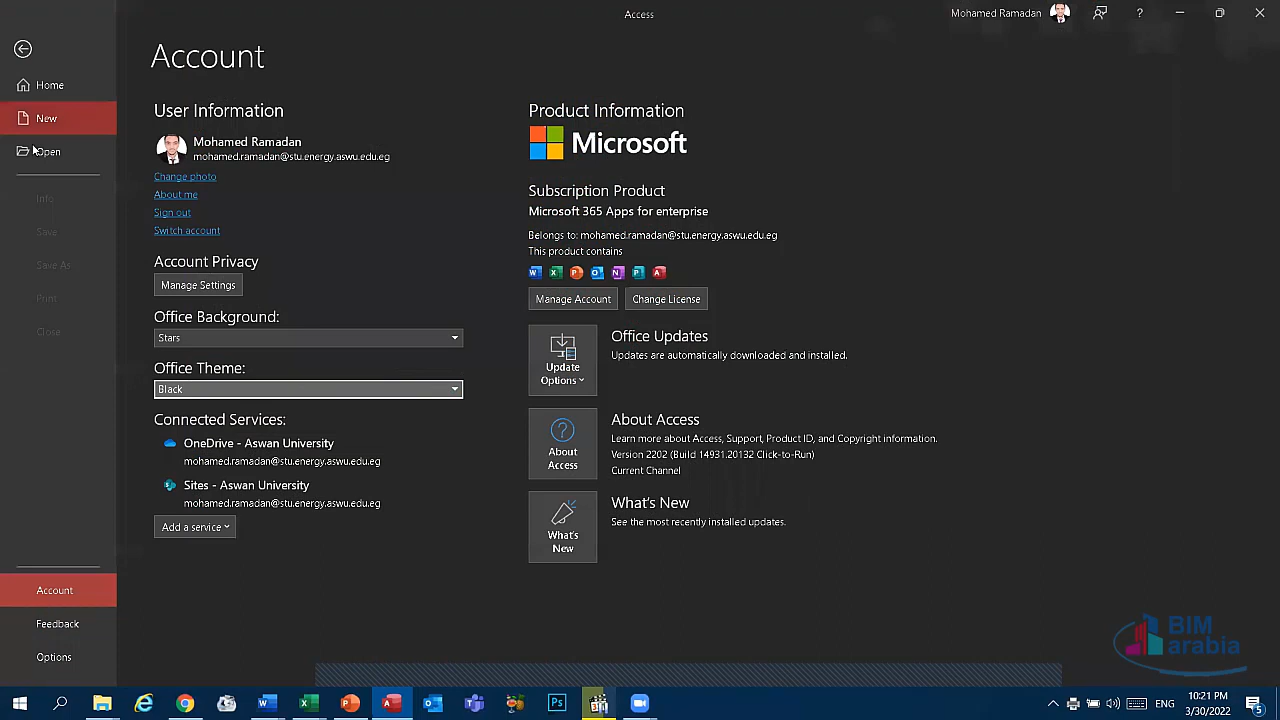 Access
Mohamed Ramadan
Account
Home
New
Open
Info
Save
Save As
Print
Close
Account
Feedback
Options
User Information
Mohamed Ramadan
mohamed.ramadan@stu.energy.aswu.edu.eg
Change photo
About me
Sign out
Switch account
Account Privacy
Manage Settings
Office Background:
Stars
Office Theme:
Black
Connected Services:
OneDrive - Aswan University
mohamed.ramadan@stu.energy.aswu.edu.eg
Sites - Aswan University
mohamed.ramadan@stu.energy.aswu.edu.eg
Add a service
Product Information
Microsoft
Subscription Product
Microsoft 365 Apps for enterprise
Belongs to: mohamed.ramadan@stu.energy.aswu.edu.eg
This product contains
Manage Account
Change License
Update
Options
Office Updates
Updates are automatically downloaded and installed.
About
Access
About Access
Learn more about Access, Support, Product ID, and Copyright information.
Version 2202 (Build 14931.20132 Click-to-Run)
Current Channel
What's
New
What's New
See the most recently installed updates.
BIM
arabia
ENG
10:21 PM
3/30/2022
5